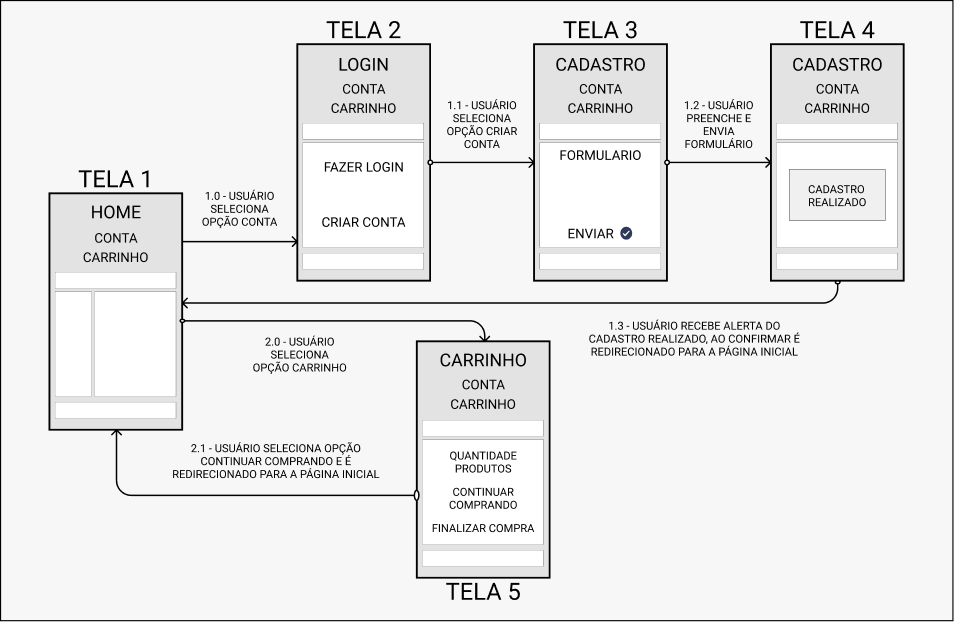 TELA 1
HOME
CONTA
CARRINHO
1.0 - USUÁRIO
SELECIONA
OPÇÃO CONTA
TELA 2
LOGIN
CONTA
CARRINHO
FAZER LOGIN
CRIAR CONTA
1.1 - USUÁRIO
SELECIONA
OPÇÃO CRIAR
CONTA
TELA 3
CADASTRO
CONTA
CARRINHO
FORMULARIO
ENVIAR
1.2 - USUÁRIO
PREENCHE E
ENVIA
FORMULÁRIO
TELA 4
CADASTRO
CONTA
CARRINHO
CADASTRO
REALIZADO
1.3 - USUÁRIO RECEBE ALERTA DO
CADASTRO REALIZADO, AO CONFIRMAR É
REDIRECIONADO PARA A PÁGINA INICIAL
2.0 - USUÁRIO
SELECIONA
OPÇÃO CARRINHO
CARRINHO
CONTA
CARRINHO
QUANTIDADE
PRODUTOS
CONTINUAR
COMPRANDO
FINALIZAR COMPRA
TELA 5
2.1 - USUÁRIO SELECIONA OPÇÃO
CONTINUAR COMPRANDO E É
REDIRECIONADO PARA A PÁGINA INICIAL